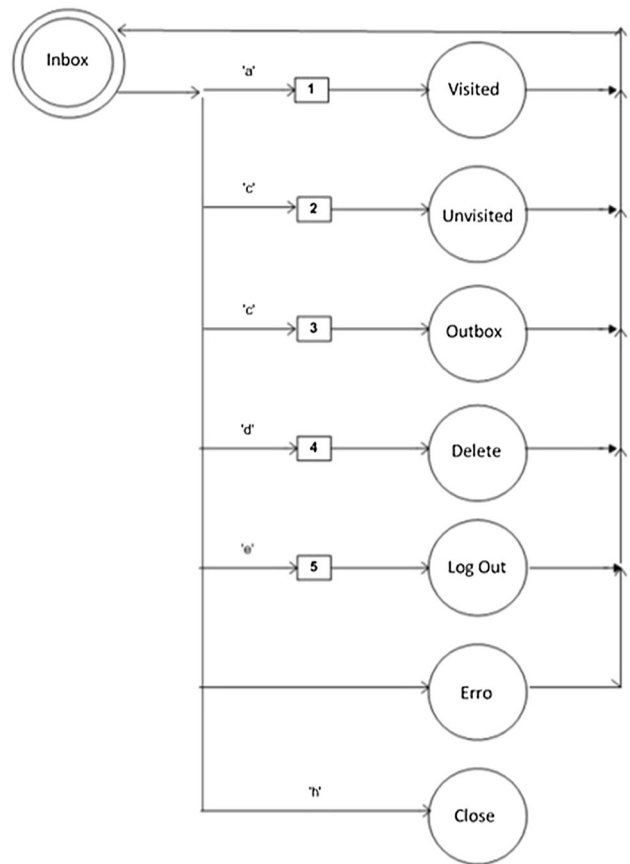 Inbox
'a'
1
Visited
'c'
2
Unvisited
'c'
3
Outbox
'd'
4
Delete
'e'
5
Log Out
Erro
'h'
Close